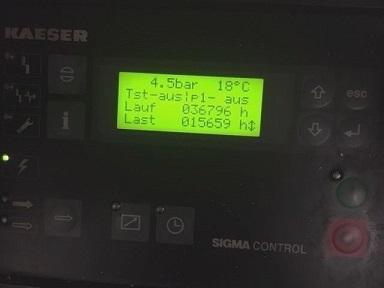 KAESER
4.5bar 18°C
Tst-aus¦p1- aus
Lauf 036796 h
Last 015659 h↕
esc
SIGMA CONTROL